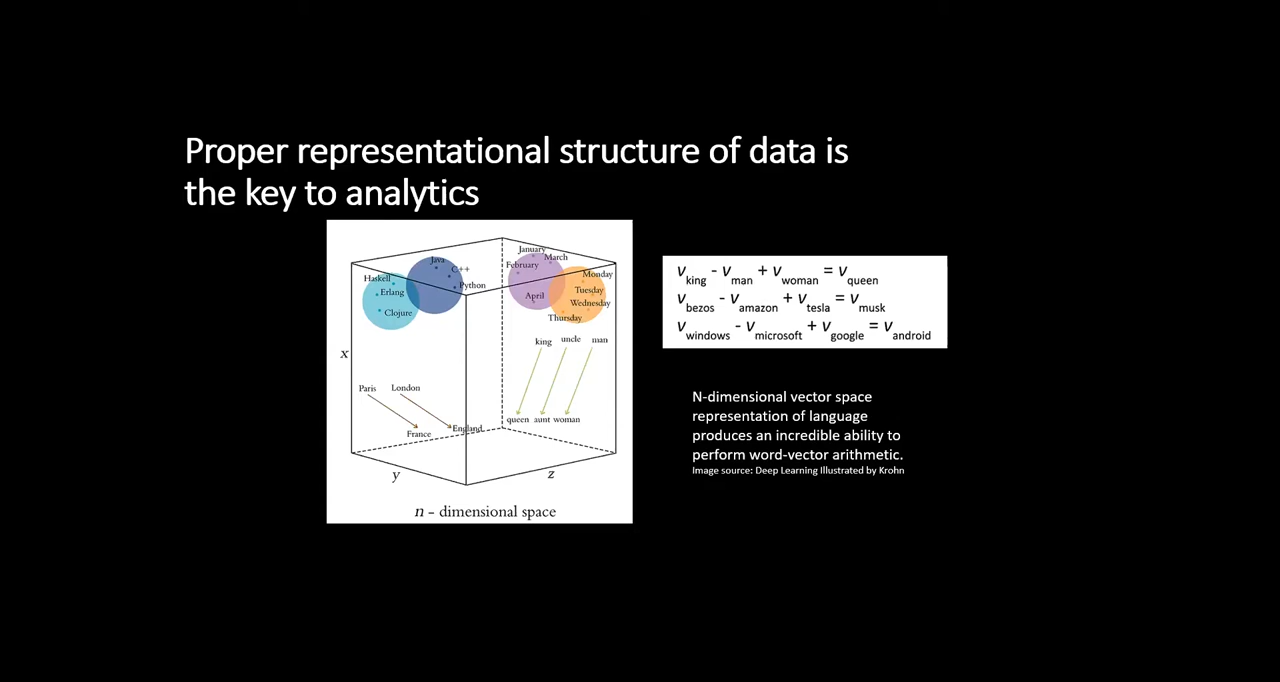 Proper representational structure of data is
the key to analytics
January
March
February
April
Monday
Tuesday
Wednesday
Thursday
Java
C++
Python
Haskell
Erlang
Clojure
king uncle man
queen aunt woman
Paris London
France England
x
y
z
n - dimensional space
v king - v man + v woman = v queen
v bezos - v amazon + v tesla = v musk
v windows - v microsoft + v google = v android
N-dimensional vector space
representation of language
produces an incredible ability to
perform word-vector arithmetic.
Image source: Deep Learning Illustrated by Krohn